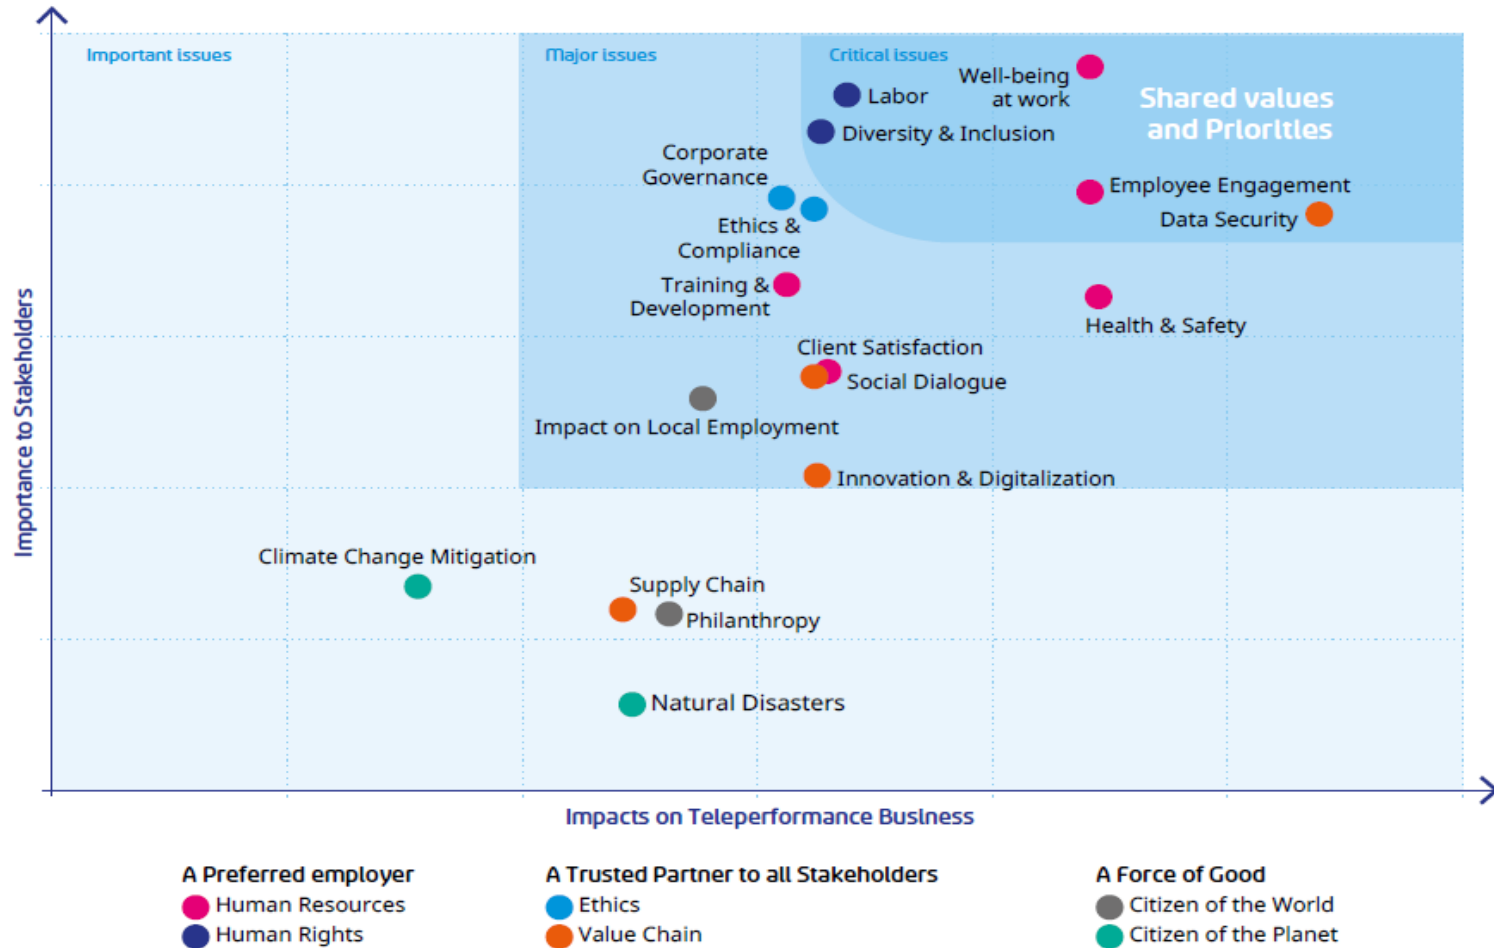 Important issues
Major issues
Critical issues
Well-being
at work
Shared values
and Priorities
Labor
Diversity & Inclusion
Corporate
Governance
Employee Engagement
Data Security
Ethics &
Compliance
Training &
Development
Health & Safety
Client Satisfaction
Social Dialogue
Impact on Local Employment
Innovation & Digitalization
Climate Change Mitigation
Supply Chain
Philanthropy
Natural Disasters
Importance to Stakeholders
Impacts on Teleperformance Business
A Preferred employer
Human Resources
Human Rights
A Trusted Partner to all Stakeholders
Ethics
Value Chain
A Force of Good
Citizen of the World
Citizen of the Planet